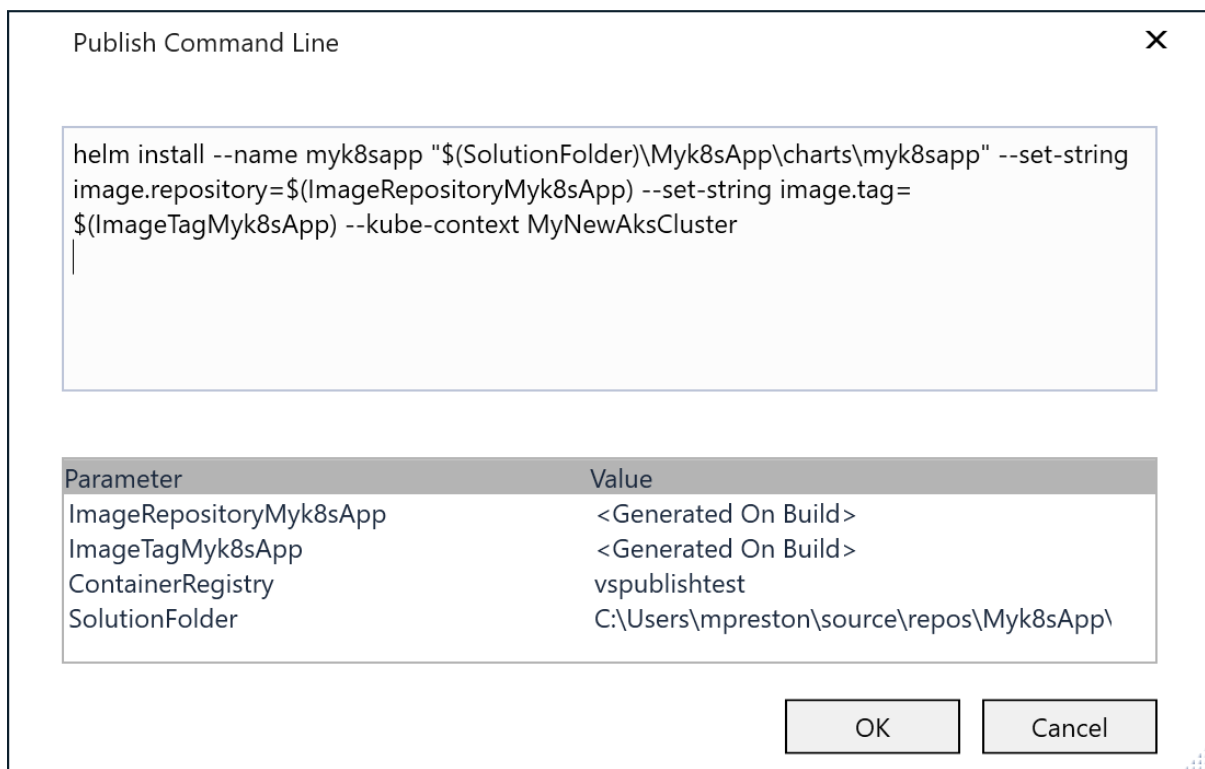 Publish Command Line
helm install --name myk8sapp "$(SolutionFolder)\Myk8sApp\charts\myk8sapp" --set-string
image.repository=$(ImageRepositoryMyk8sApp) --set-string image.tag=
$(ImageTagMyk8sApp) --kube-context MyNewAksCluster
Parameter Value
ImageRepositoryMyk8sApp <Generated On Build>
ImageTagMyk8sApp <Generated On Build>
ContainerRegistry vspublishtest
SolutionFolder C:\Users\mpreston\source\repos\Myk8sApp\
OK Cancel